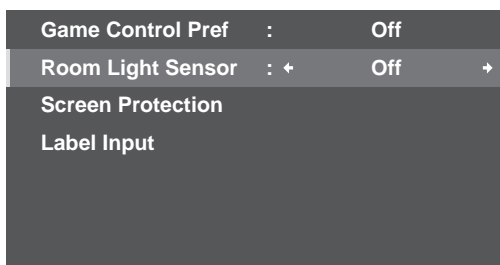 Game Control Pref : Off
Room Light Sensor : Off
Screen Protection
Label Input